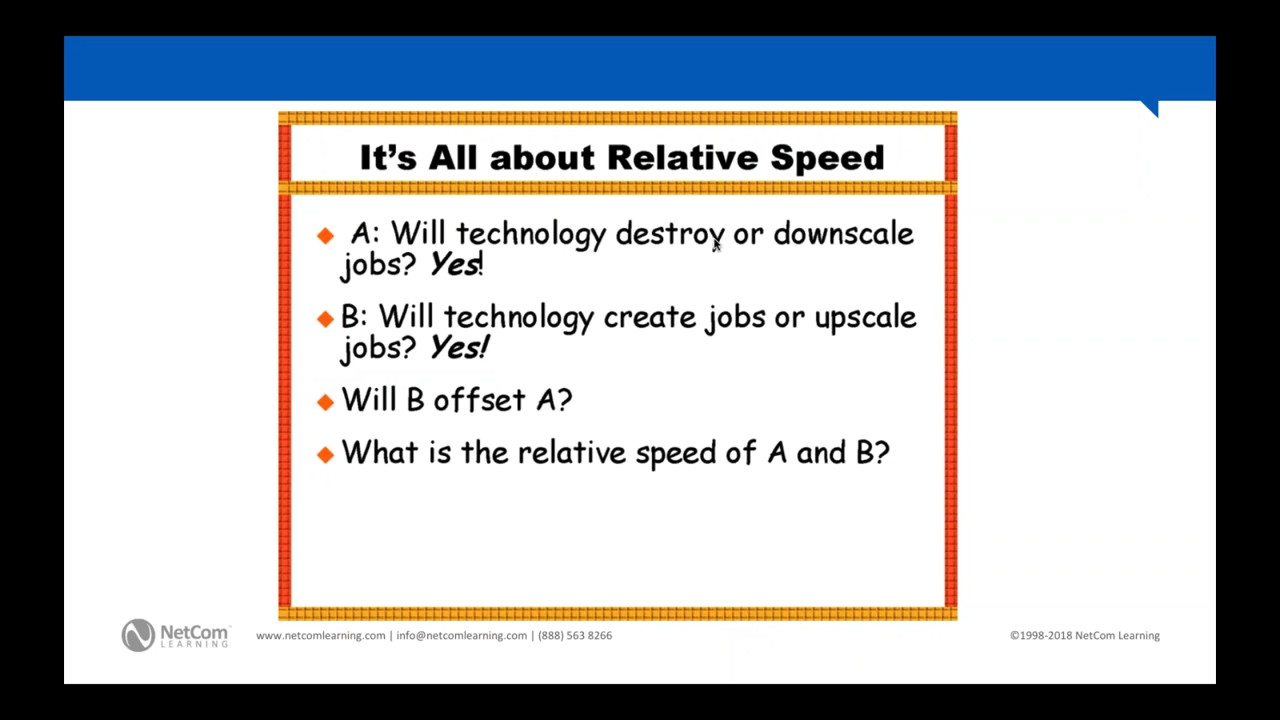 It's All about Relative Speed
A: Will technology destroy or downscale
jobs? Yes!
B: Will technology create jobs or upscale
jobs? Yes!
Will B offset A?
What is the relative speed of A and B?
NetCom
LEARNING
www.netcomlearning.com | info@netcomlearning.com | (888) 563 8266
©1998-2018 NetCom Learning